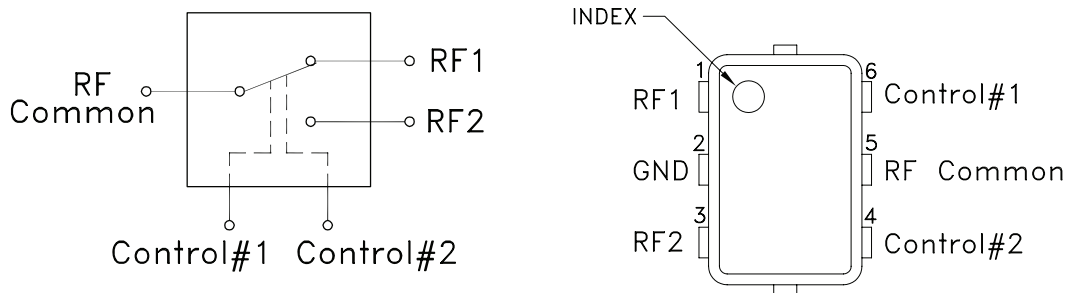 RF
Common
RF1
RF2
Control#1
Control#2
INDEX
1
RF1
2
GND
3
RF2
6
Control#1
5
RF Common
4
Control#2